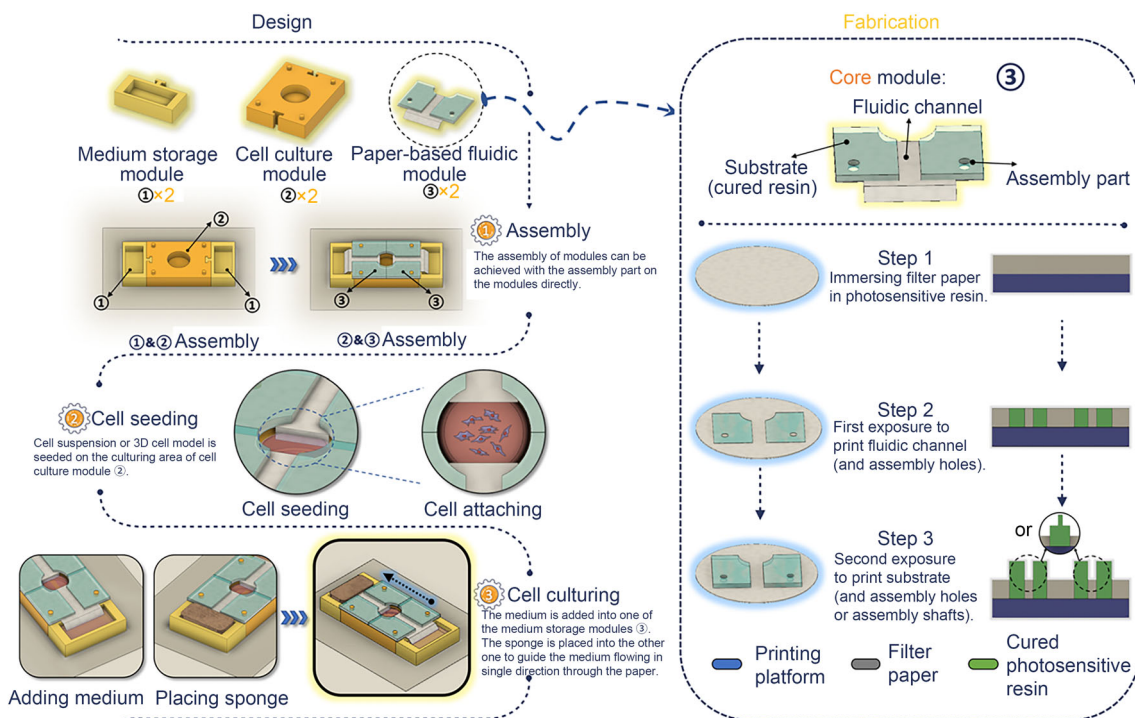 Design
Medium storage
module
①×2
Cell culture
module
②×2
Paper-based fluidic
module
③×2
②
①
①
①&② Assembly
③
③
②&③ Assembly
1 Assembly
The assembly of modules can be
achieved with the assembly part on
the modules directly.
2 Cell seeding
Cell suspension or 3D cell model is
seeded on the culturing area of cell
culture module ②.
Cell seeding
Cell attaching
Adding medium
Placing sponge
3 Cell culturing
The medium is added into one of
the medium storage modules ③.
The sponge is placed into the other
one to guide the medium flowing in
single direction through the paper.
Fabrication
Core module:
③
Fluidic channel
Substrate
(cured resin)
Assembly part
Step 1
Immersing filter paper
in photosensitive resin.
Step 2
First exposure to
print fluidic channel
(and assembly holes).
Step 3
Second exposure
to print substrate
(and assembly holes
or assembly shafts).
or
Printing
platform
Filter
paper
Cured
photosensitive
resin